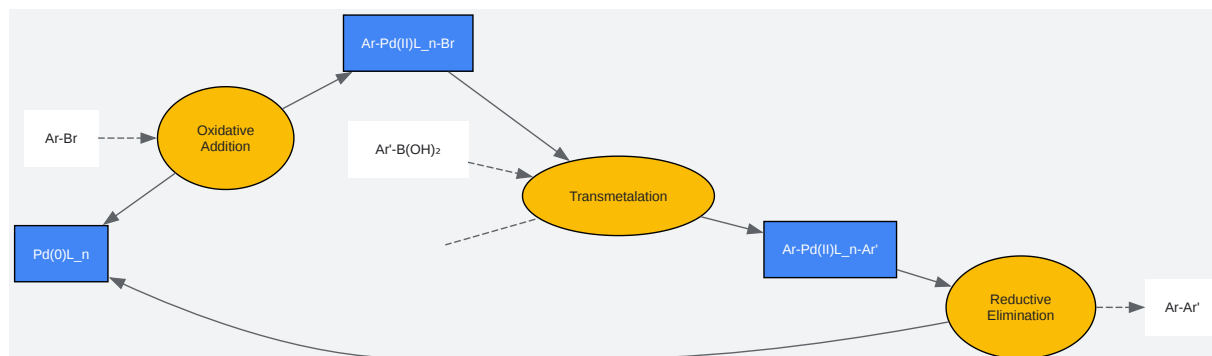 Ar-Pd(II)L_n-Br
Ar-Br
Oxidative
Addition
Ar'-B(OH)₂
Transmetalation
Pd(0)L_n
Ar-Pd(II)L_n-Ar'
Reductive
Elimination
Ar-Ar'